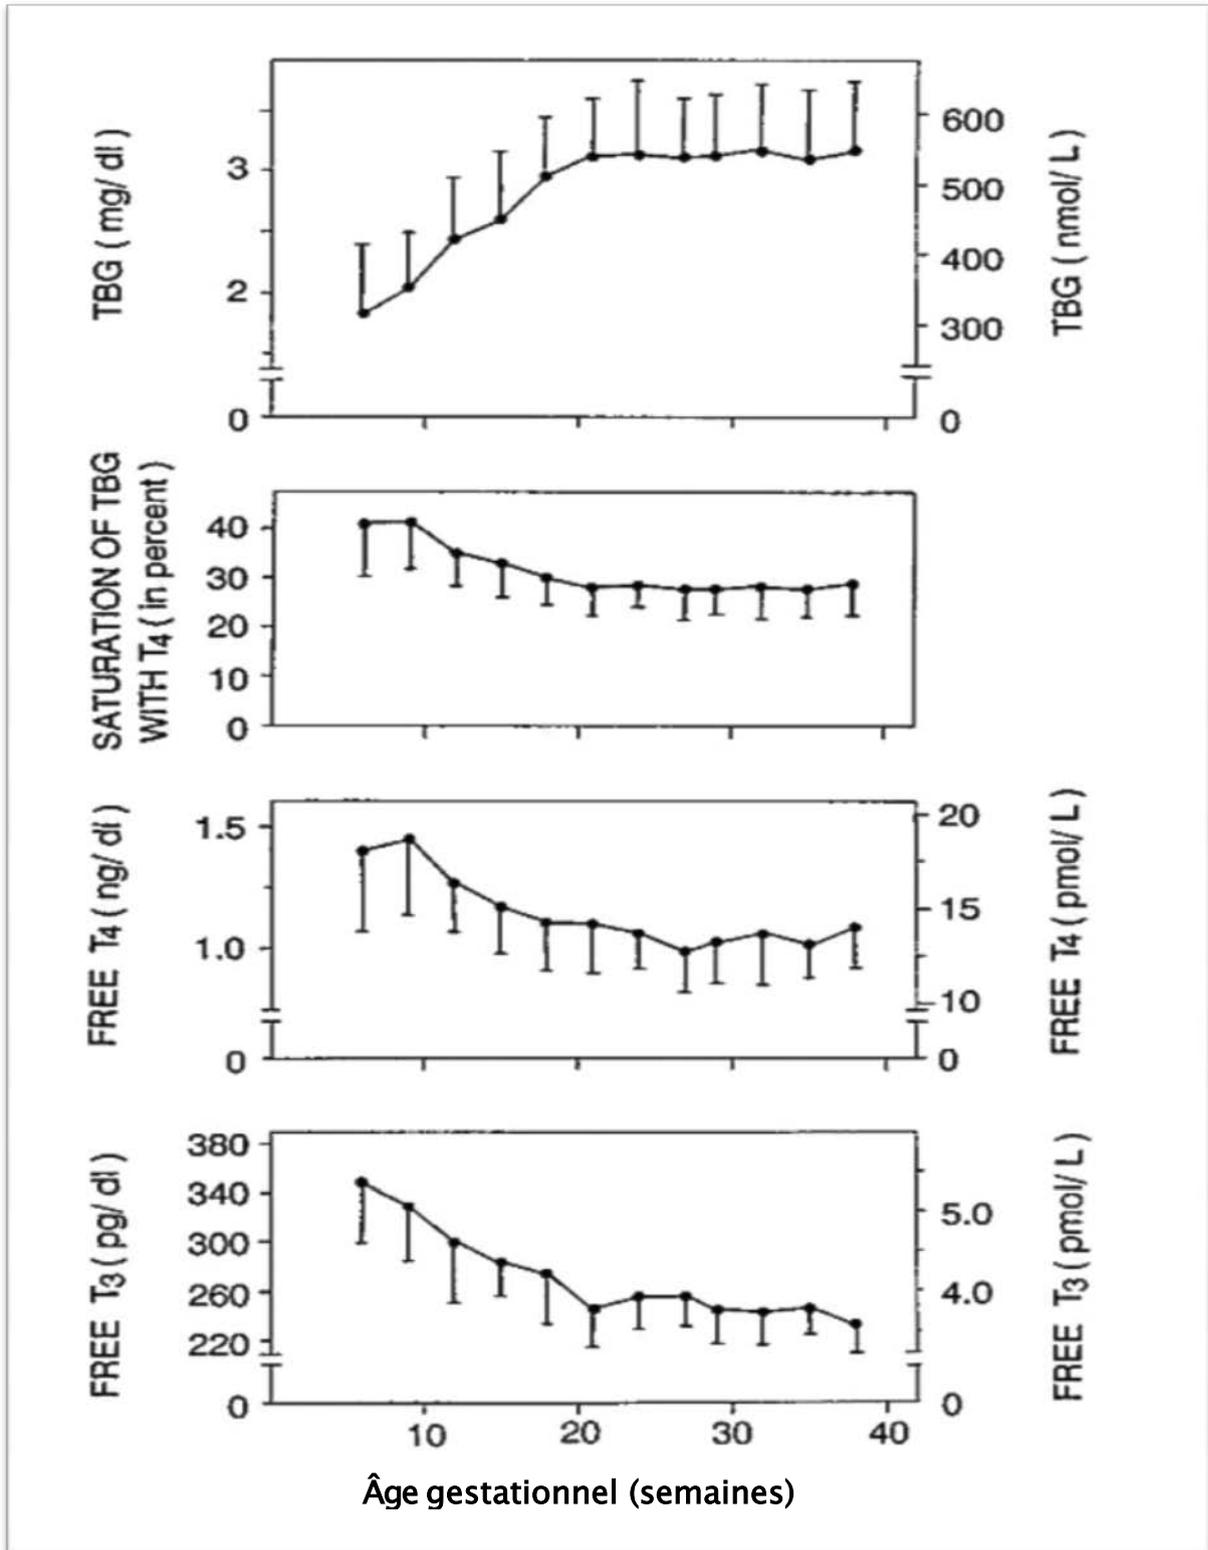 TBG ( mg/ dl )
3
2
0
600
500
400
300
0
TBG ( nmol/ L )
SATURATION OF TBG
WITH T4 ( in percent )
40
30
20
10
0
FREE T4 ( ng/ dl )
1.5
1.0
0
20
15
10
0
FREE T4 ( pmol/ L )
FREE T3 ( pg/ dl )
380
340
300
260
220
0
5.0
4.0
0
FREE T3 ( pmol/ L )
10 20 30 40
Âge gestationnel (semaines)